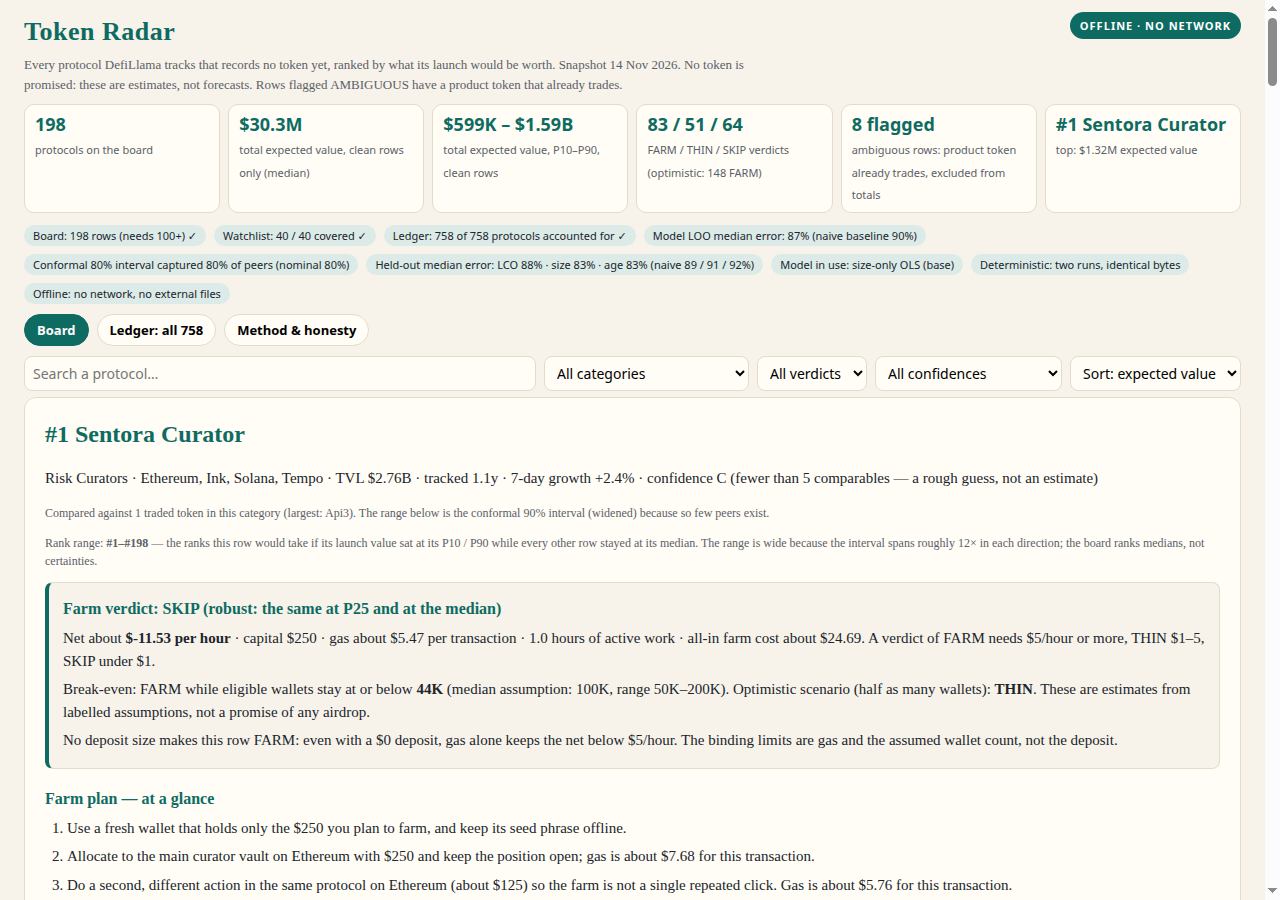 Token Radar
OFFLINE · NO NETWORK
Every protocol DefiLlama tracks that records no token yet, ranked by what its launch would be worth. Snapshot 14 Nov 2026. No token is
promised: these are estimates, not forecasts. Rows flagged AMBIGUOUS have a product token that already trades.
198
protocols on the board
$30.3M
total expected value, clean rows
only (median)
$599K – $1.59B
total expected value, P10–P90,
clean rows
83 / 51 / 64
FARM / THIN / SKIP verdicts
(optimistic: 148 FARM)
8 flagged
ambiguous rows: product token
already trades, excluded from
totals
#1 Sentora Curator
top: $1.32M expected value
Board: 198 rows (needs 100+) ✓
Watchlist: 40 / 40 covered ✓
Ledger: 758 of 758 protocols accounted for ✓
Model LOO median error: 87% (naive baseline 90%)
Conformal 80% interval captured 80% of peers (nominal 80%)
Held-out median error: LCO 88% · size 83% · age 83% (naive 89 / 91 / 92%)
Model in use: size-only OLS (base)
Deterministic: two runs, identical bytes
Offline: no network, no external files
Board
Ledger: all 758
Method & honesty
Search a protocol...
All categories
All verdicts
All confidences
Sort: expected value
#1 Sentora Curator
Risk Curators · Ethereum, Ink, Solana, Tempo · TVL $2.76B · tracked 1.1y · 7-day growth +2.4% · confidence C (fewer than 5 comparables — a rough guess, not an estimate)
Compared against 1 traded token in this category (largest: Api3). The range below is the conformal 90% interval (widened) because so few peers exist.
Rank range: #1–#198 — the ranks this row would take if its launch value sat at its P10 / P90 while every other row stayed at its median. The range is wide because the interval spans roughly 12× in each direction; the board ranks medians, not
certainties.
Farm verdict: SKIP (robust: the same at P25 and at the median)
Net about $-11.53 per hour · capital $250 · gas about $5.47 per transaction · 1.0 hours of active work · all-in farm cost about $24.69. A verdict of FARM needs $5/hour or more, THIN $1–5,
SKIP under $1.
Break-even: FARM while eligible wallets stay at or below 44K (median assumption: 100K, range 50K–200K). Optimistic scenario (half as many wallets): THIN. These are estimates from
labelled assumptions, not a promise of any airdrop.
No deposit size makes this row FARM: even with a $0 deposit, gas alone keeps the net below $5/hour. The binding limits are gas and the assumed wallet count, not the deposit.
Farm plan — at a glance
1. Use a fresh wallet that holds only the $250 you plan to farm, and keep its seed phrase offline.
2. Allocate to the main curator vault on Ethereum with $250 and keep the position open; gas is about $7.68 for this transaction.
3. Do a second, different action in the same protocol on Ethereum (about $125) so the farm is not a single repeated click. Gas is about $5.76 for this transaction.